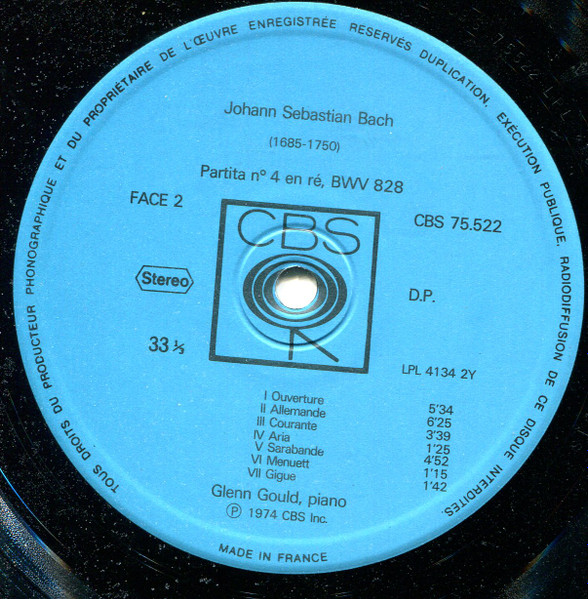 TOUS DROITS DU PRODUCTEUR PHONOGRAPHIQUE ET DU PROPRIÉTAIRE DE L'ŒUVRE ENREGISTRÉE RESERVÉS DUPLICATION, EXÉCUTION PUBLIQUE, RADIODIFFUSION DE CE DISQUE INTERDITES.
Johann Sebastian Bach
(1685-1750)
Partita n° 4 en ré, BWV 828
FACE 2
CBS 75.522
CBS
Stereo
D.P.
33 ⅓
LPL 4134 2Y
I Ouverture 5'34
II Allemande 6'25
III Courante 3'39
IV Aria 1'25
V Sarabande 4'52
VI Menuett 1'15
VII Gigue 1'42
Glenn Gould, piano
Ⓟ 1974 CBS Inc.
MADE IN FRANCE